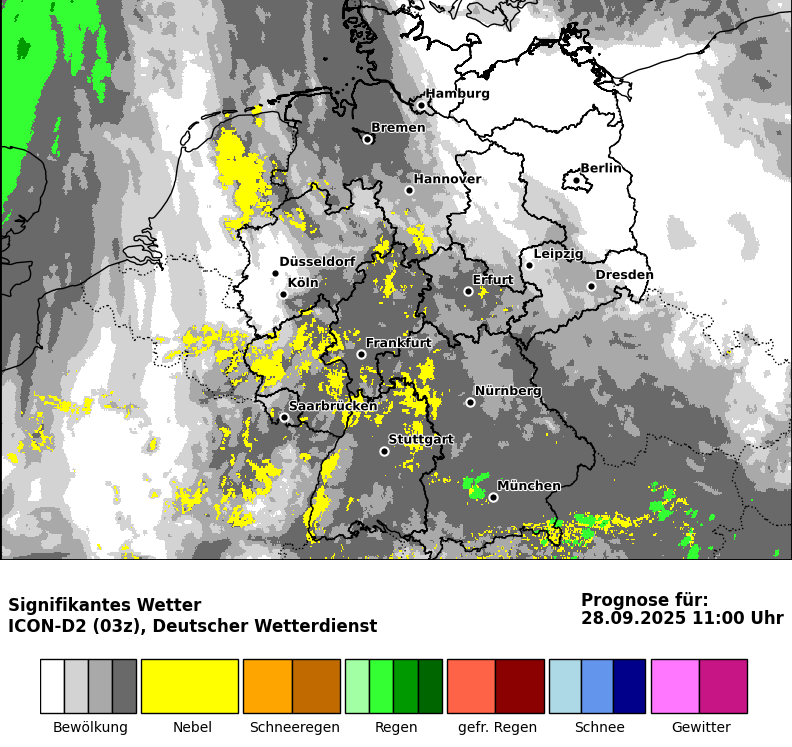 Hamburg
Bremen
Berlin
Hannover
Leipzig
Düsseldorf
Dresden
Köln
Erfurt
Frankfurt
Nürnberg
Saarbrücken
Stuttgart
München
Signifikantes Wetter
ICON-D2 (03z), Deutscher Wetterdienst
Prognose für:
28.09.2025 11:00 Uhr
Bewölkung Nebel Schneeregen Regen gefr. Regen Schnee Gewitter